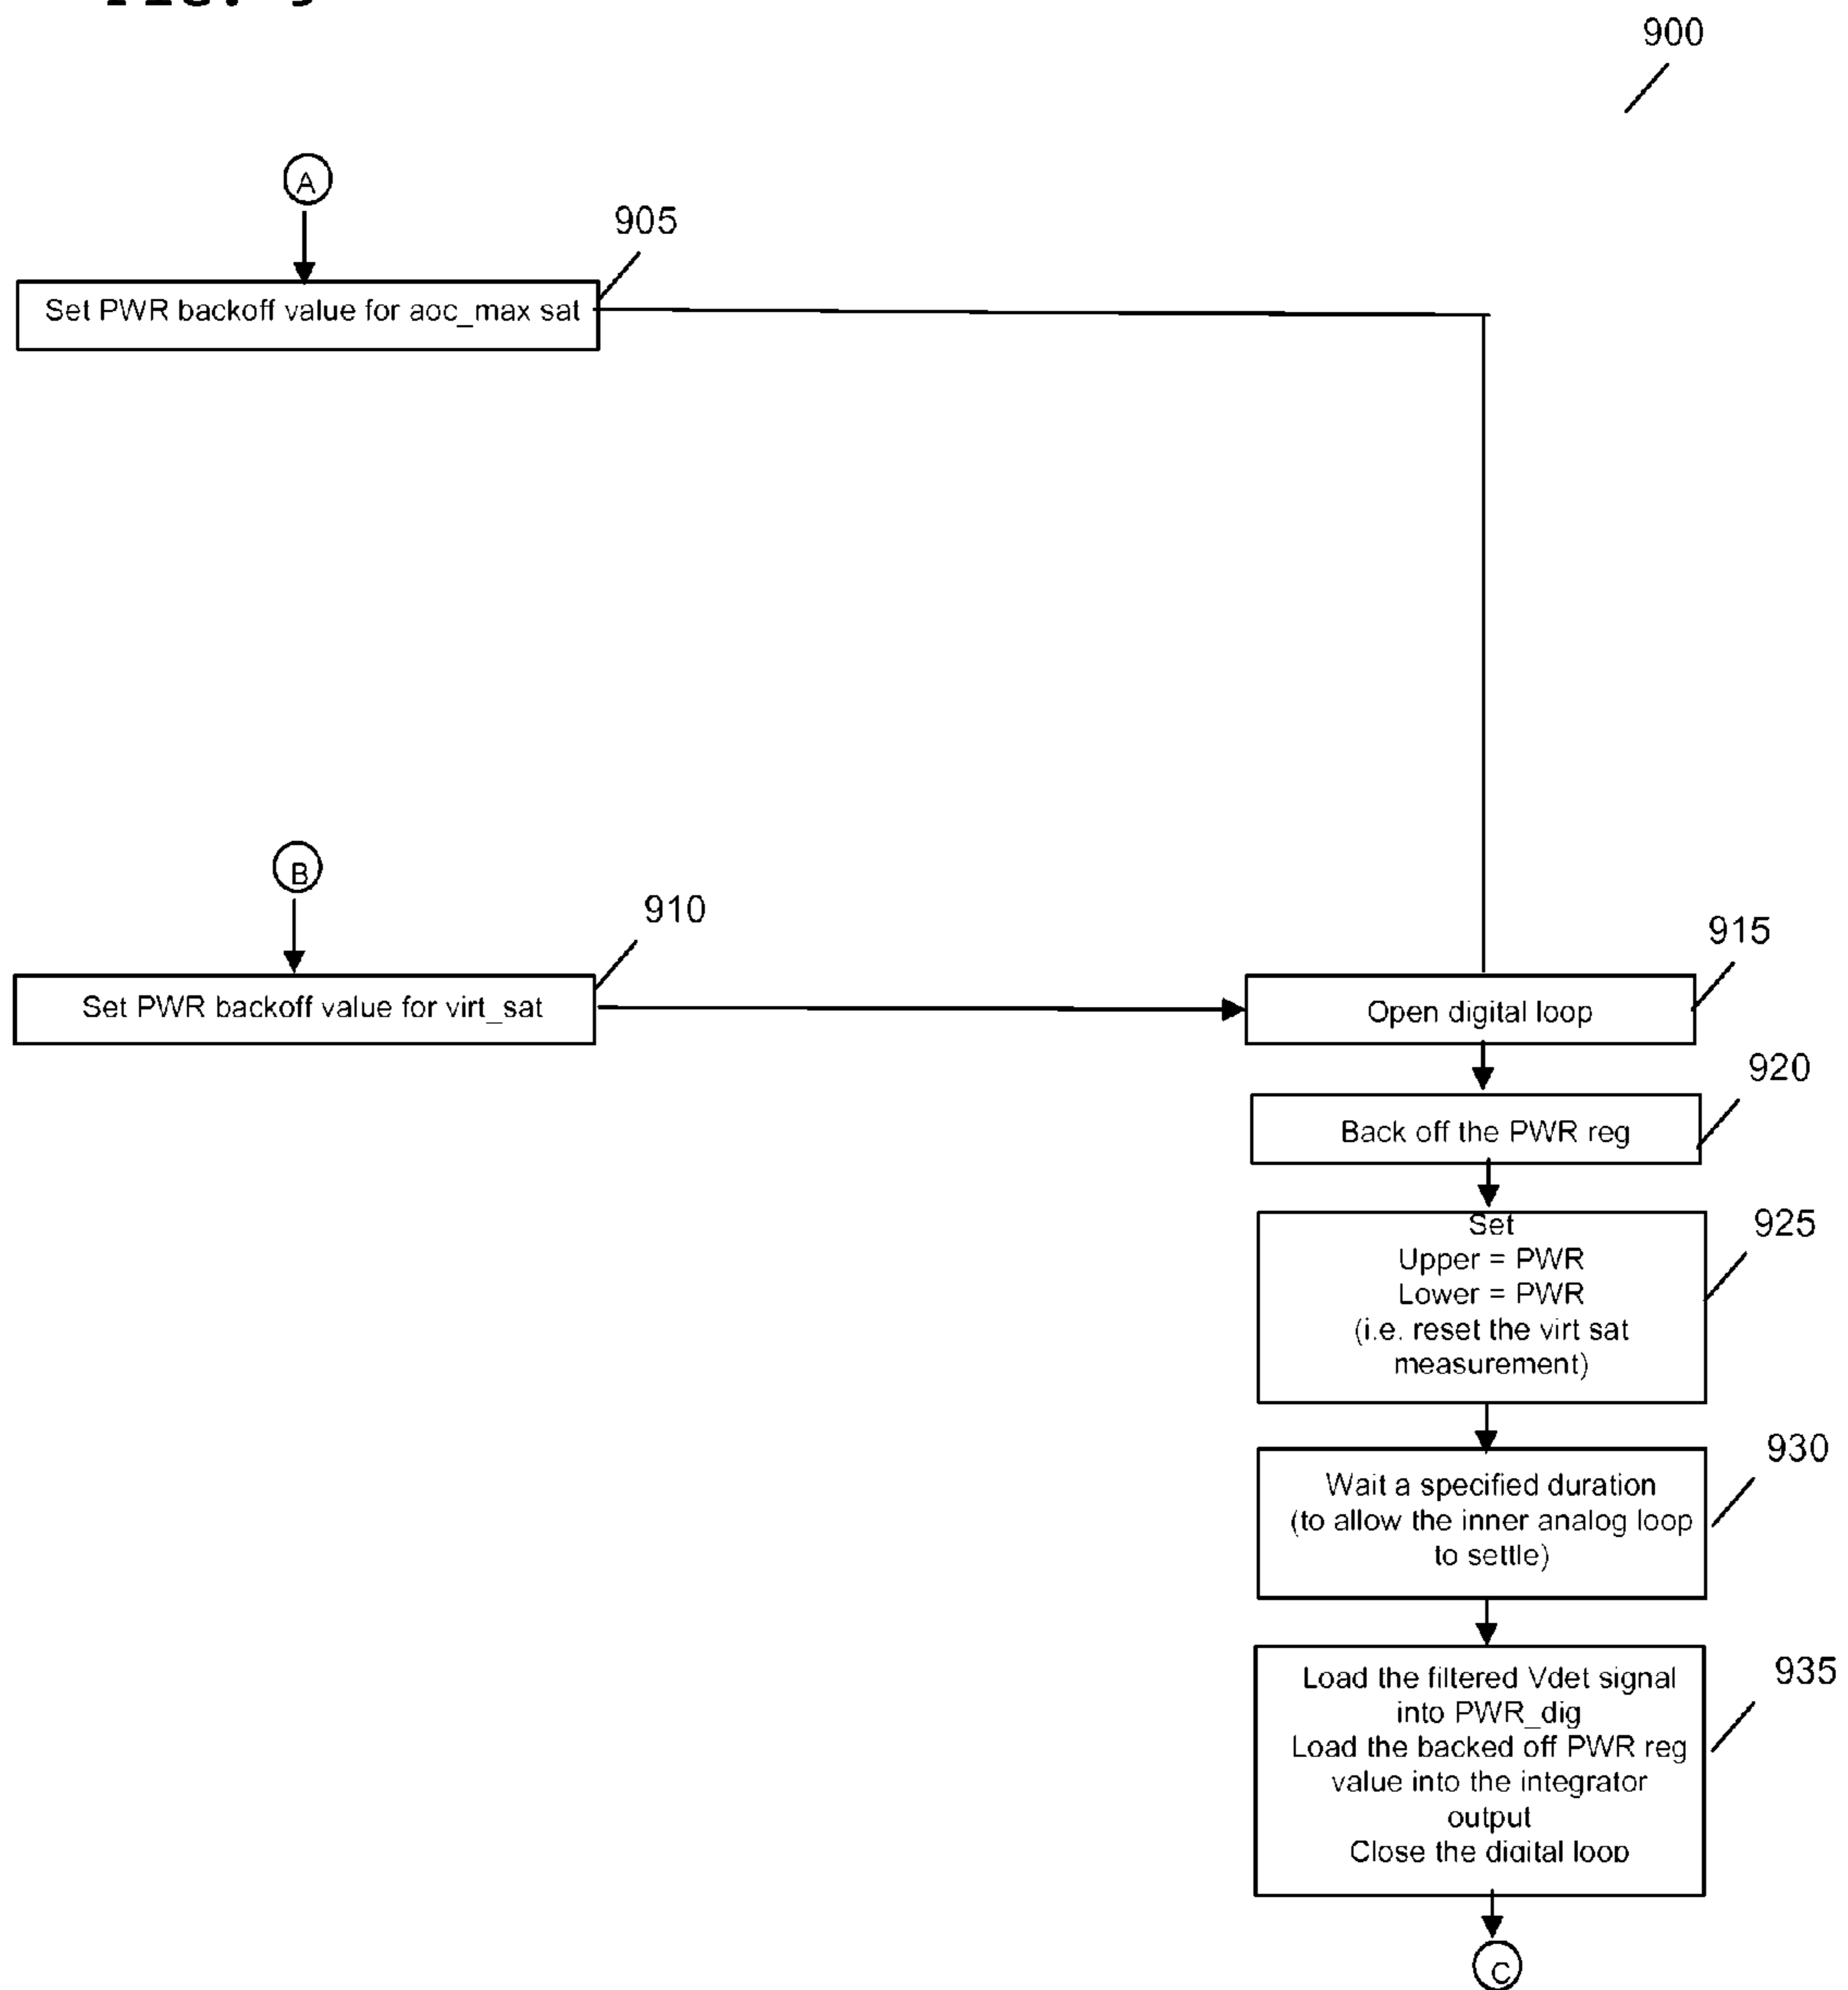 FIG. 9
900
A
905
Set PWR backoff value for aoc_max sat
B
910
Set PWR backoff value for virt_sat
915
Open digital loop
920
Back off the PWR reg
925
Set
Upper = PWR
Lower = PWR
(i.e. reset the virt sat
measurement)
930
Wait a specified duration
(to allow the inner analog loop
to settle)
935
Load the filtered Vdet signal
into PWR_dig
Load the backed off PWR reg
value into the integrator
output
Close the digital loop
C